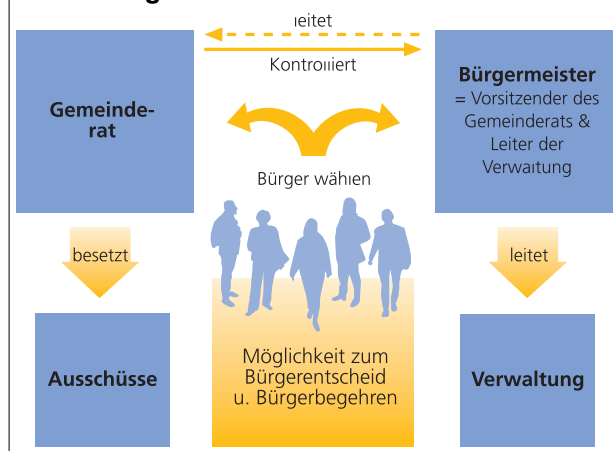 leitet
Kontrolliert
Gemeinde-
rat
Bürgermeister
= Vorsitzender des
Gemeinderats &
Leiter der
Verwaltung
Bürger wählen
besetzt
leitet
Ausschüsse
Möglichkeit zum
Bürgerentscheid
u. Bürgerbegehren
Verwaltung